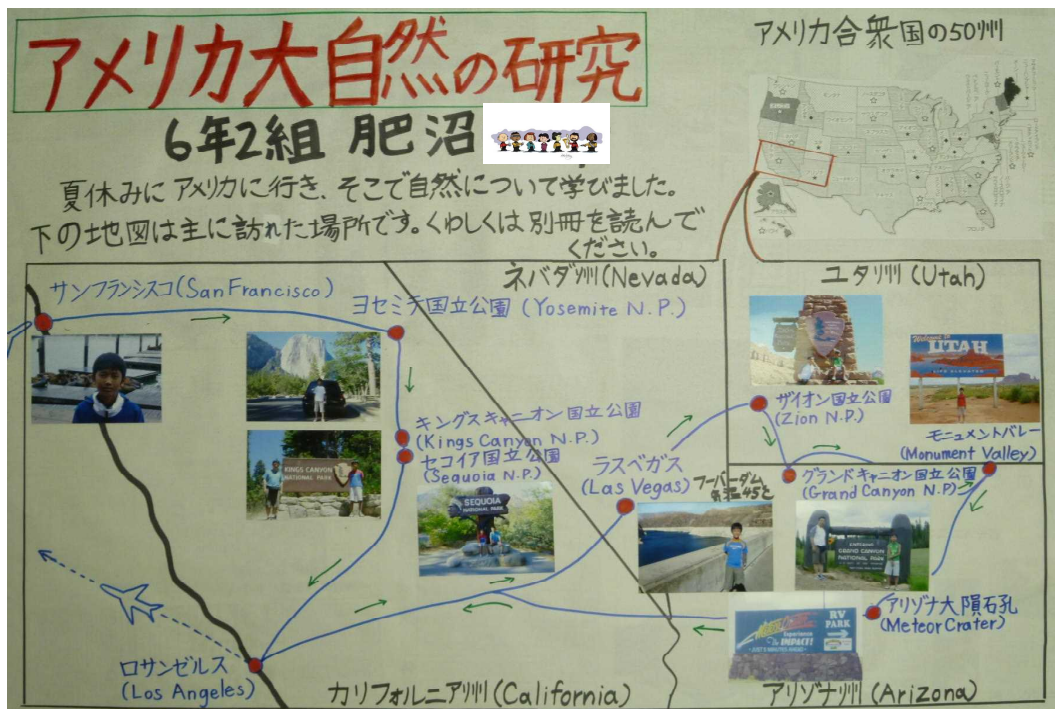 アメリカ大自然の研究
アメリカ合衆国の50州
6年2組 肥沼
夏休みにアメリカに行き、そこで自然について学びました。
下の地図は主に訪れた場所です。くわしくは別冊を読んで
ください。
ネバダ州(Nevada)
ユタ州(Utah)
サンフランシスコ(San Francisco)
ヨセミテ国立公園(Yosemite N.P.)
Welcome to
UTAH
キングスキャニオン国立公園
(Kings Canyon N.P.)
セコイア国立公園
(Sequoia N.P.)
KINGS CANYON
NATIONAL PARK
SEQUOIA
NATIONAL PARK
ザイオン国立公園
(Zion N.P.)
モニュメントバレー
(Monument Valley)
ラスベガス
(Las Vegas)
フーバーダム
45℃
グランドキャニオン国立公園
(Grand Canyon N.P.)
GRAND CANYON
NATIONAL PARK
アリゾナ大隕石孔
(Meteor Crater)
METEOR CRATER
Experience
the IMPACT!
RV
PARK
ロサンゼルス
(Los Angeles)
カリフォルニア州(California)
アリゾナ州(Arizona)